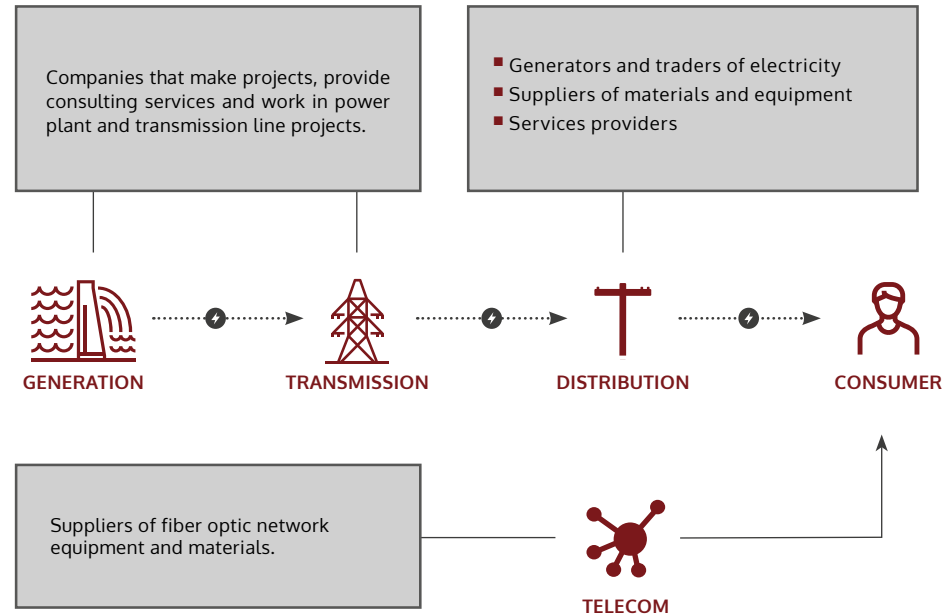 Companies that make projects, provide
consulting services and work in power
plant and transmission line projects.
Generators and traders of electricity
Suppliers of materials and equipment
Services providers
GENERATION
TRANSMISSION
DISTRIBUTION
CONSUMER
Suppliers of fiber optic network
equipment and materials.
TELECOM